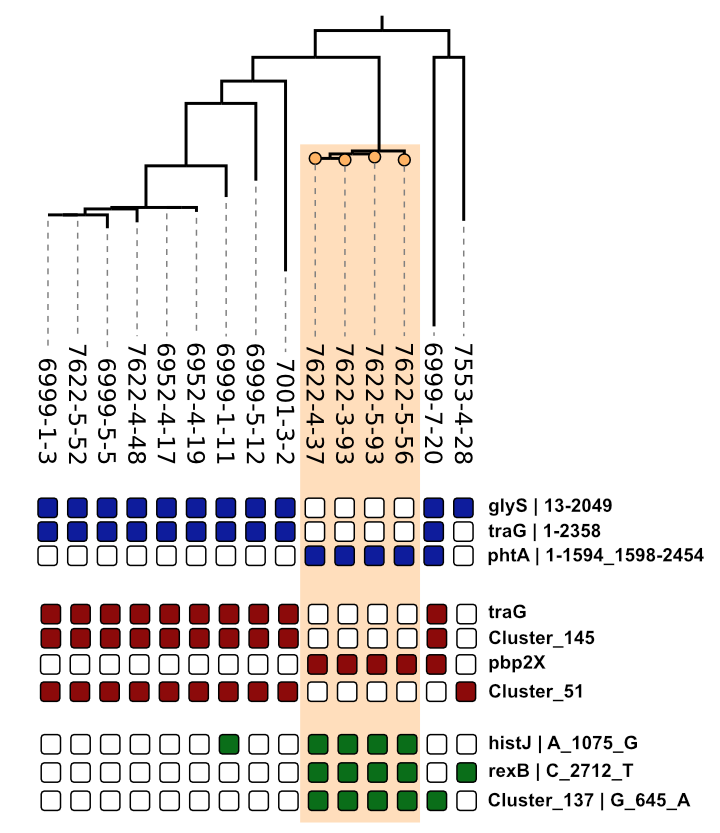 6999-1-3
7622-5-52
6999-5-5
7622-4-48
6952-4-17
6952-4-19
6999-1-11
6999-5-12
7001-3-2
7622-4-37
7622-3-93
7622-5-93
7622-5-56
6999-7-20
7553-4-28
glyS | 13-2049
traG | 1-2358
phtA | 1-1594_1598-2454
traG
Cluster_145
pbp2X
Cluster_51
histJ | A_1075_G
rexB | C_2712_T
Cluster_137 | G_645_A